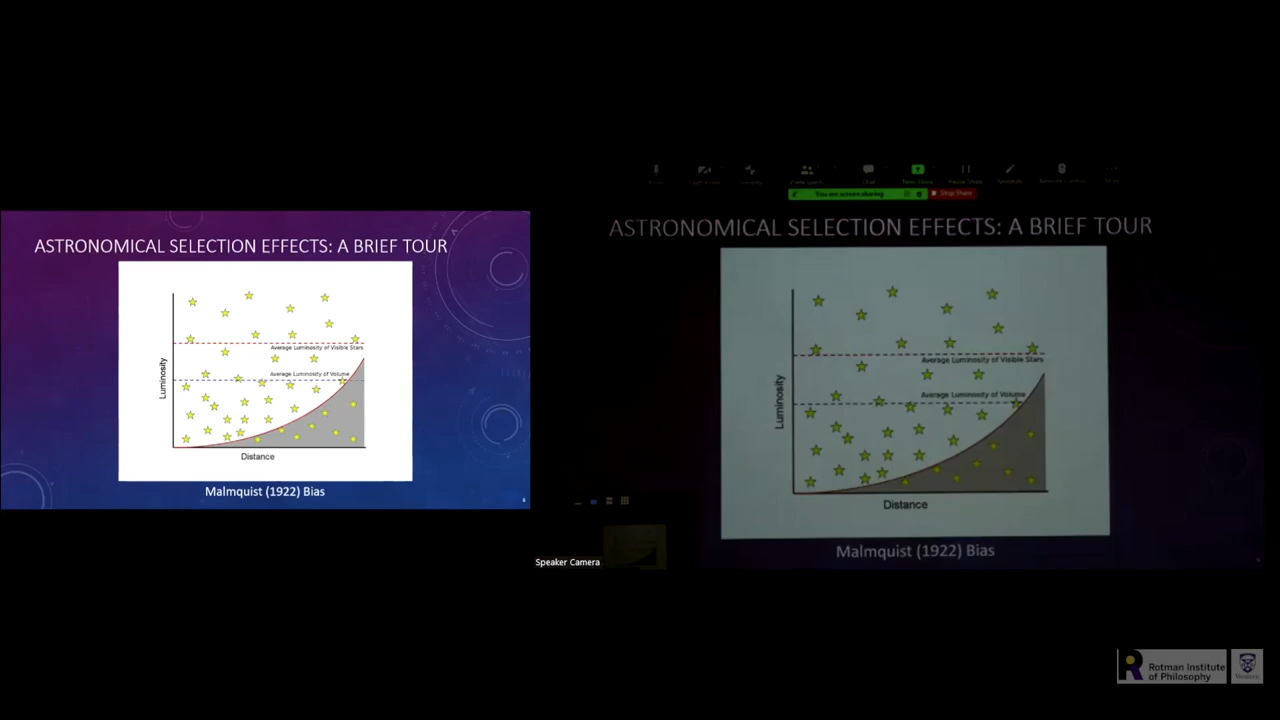 ASTRONOMICAL SELECTION EFFECTS: A BRIEF TOUR
Average Luminosity of Visible Stars
Average Luminosity of Volume
Luminosity
Distance
Malmquist (1922) Bias
8
You are screen sharing
Stop Share
ASTRONOMICAL SELECTION EFFECTS: A BRIEF TOUR
Average Luminosity of Visible Stars
Average Luminosity of Volume
Luminosity
Distance
Malmquist (1922) Bias
Speaker Camera
Rotman Institute
of Philosophy
Western